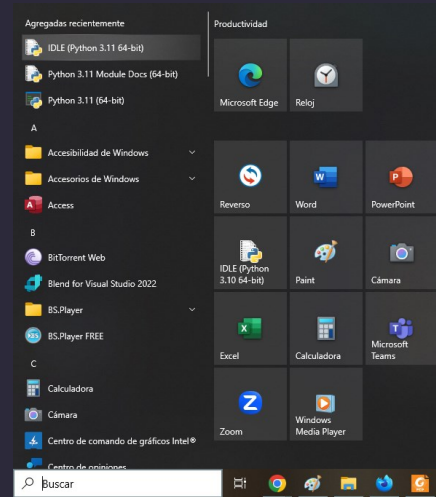 Agregadas recientemente
IDLE (Python 3.11 64-bit)
Python 3.11 Module Docs (64-bit)
Python 3.11 (64-bit)
A
Accesibilidad de Windows
Accesorios de Windows
Access
B
BitTorrent Web
Blend for Visual Studio 2022
BS.Player
BS.Player FREE
C
Calculadora
Cámara
Centro de comando de gráficos Intel®
Centro de opiniones
Productividad
Microsoft Edge
Reloj
Reverso
Word
PowerPoint
IDLE (Python
3.10 64-bit)
Paint
Cámara
Excel
Calculadora
Microsoft
Teams
Zoom
Windows
Media Player
Buscar